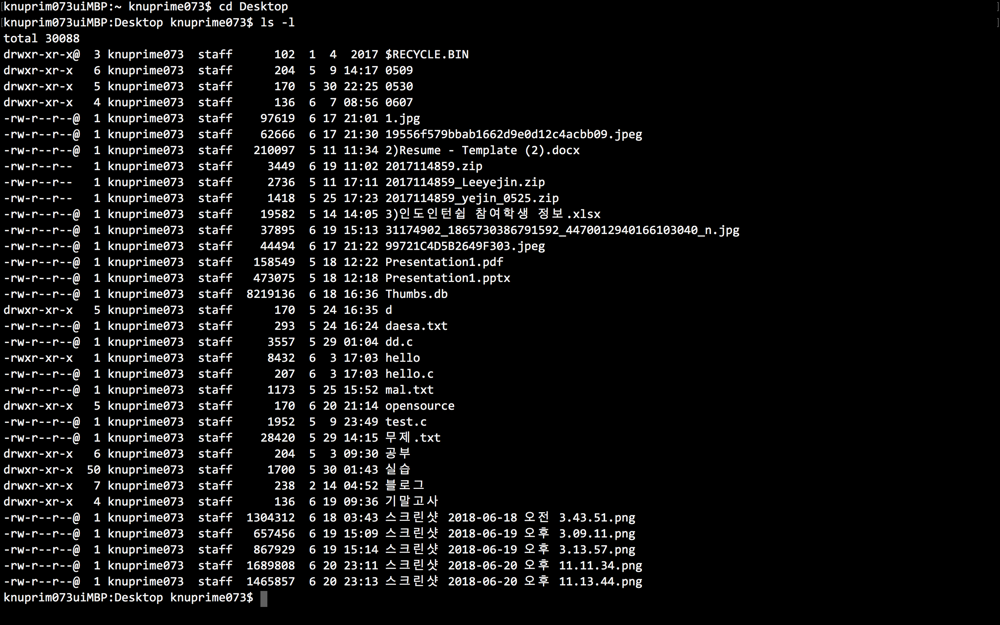 knuprim073uiMBP:~ knuprime073$ cd Desktop
knuprim073uiMBP:Desktop knuprime073$ ls -l
total 30088
drwxr-xr-x@  3 knuprime073  staff      102  1  4  2017 $RECYCLE.BIN
drwxr-xr-x   6 knuprime073  staff      204  5  9 14:17 0509
drwxr-xr-x   5 knuprime073  staff      170  5 30 22:25 0530
drwxr-xr-x   4 knuprime073  staff      136  6  7 08:56 0607
-rw-r--r--@  1 knuprime073  staff    97619  6 17 21:01 1.jpg
-rw-r--r--@  1 knuprime073  staff    62666  6 17 21:30 19556f579bbab1662d9e0d12c4acbb09.jpeg
-rw-r--r--@  1 knuprime073  staff   210097  5 11 11:34 2)Resume - Template (2).docx
-rw-r--r--   1 knuprime073  staff     3449  6 19 11:02 2017114859.zip
-rw-r--r--   1 knuprime073  staff     2736  5 11 17:11 2017114859_Leeyejin.zip
-rw-r--r--   1 knuprime073  staff     1418  5 25 17:23 2017114859_yejin_0525.zip
-rw-r--r--@  1 knuprime073  staff    19582  5 14 14:05 3)인도인턴쉽 참여학생 정보.xlsx
-rw-r--r--@  1 knuprime073  staff    37895  6 19 15:13 31174902_1865730386791592_4470012940166103040_n.jpg
-rw-r--r--@  1 knuprime073  staff    44494  6 17 21:22 99721C4D5B2649F303.jpeg
-rw-r--r--@  1 knuprime073  staff   158549  5 18 12:22 Presentation1.pdf
-rw-r--r--@  1 knuprime073  staff   473075  5 18 12:18 Presentation1.pptx
-rw-r--r--@  1 knuprime073  staff  8219136  6 18 16:36 Thumbs.db
drwxr-xr-x   5 knuprime073  staff      170  5 24 16:35 d
-rw-r--r--@  1 knuprime073  staff      293  5 24 16:24 daesa.txt
-rw-r--r--@  1 knuprime073  staff     3557  5 29 01:04 dd.c
-rwxr-xr-x   1 knuprime073  staff     8432  6  3 17:03 hello
-rw-r--r--@  1 knuprime073  staff      207  6  3 17:03 hello.c
-rw-r--r--@  1 knuprime073  staff     1173  5 25 15:52 mal.txt
drwxr-xr-x   5 knuprime073  staff      170  6 20 21:14 opensource
-rw-r--r--@  1 knuprime073  staff     1952  5  9 23:49 test.c
-rw-r--r--@  1 knuprime073  staff    28420  5 29 14:15 무제.txt
drwxr-xr-x   6 knuprime073  staff      204  5  3 09:30 공부
drwxr-xr-x  50 knuprime073  staff     1700  5 30 01:43 실습
drwxr-xr-x   7 knuprime073  staff      238  2 14 04:52 블로그
drwxr-xr-x   4 knuprime073  staff      136  6 19 09:36 기말고사
-rw-r--r--@  1 knuprime073  staff  1304312  6 18 03:43 스크린샷 2018-06-18 오전 3.43.51.png
-rw-r--r--@  1 knuprime073  staff   657456  6 19 15:09 스크린샷 2018-06-19 오후 3.09.11.png
-rw-r--r--@  1 knuprime073  staff   867929  6 19 15:14 스크린샷 2018-06-19 오후 3.13.57.png
-rw-r--r--@  1 knuprime073  staff  1689808  6 20 23:11 스크린샷 2018-06-20 오후 11.11.34.png
-rw-r--r--@  1 knuprime073  staff  1465857  6 20 23:13 스크린샷 2018-06-20 오후 11.13.44.png
knuprim073uiMBP:Desktop knuprime073$